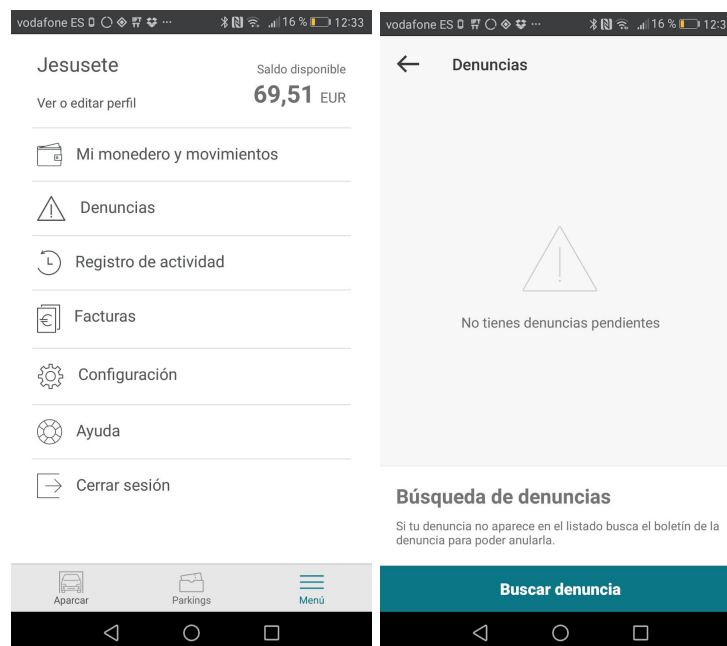 vodafone ES
16 %
12:33
Jesusete
Saldo disponible
Ver o editar perfil
69,51 EUR
Mi monedero y movimientos
Denuncias
Registro de actividad
Facturas
Configuración
Ayuda
Cerrar sesión
Aparcar
Parkings
Menú
vodafone ES
16 %
12:3
Denuncias
No tienes denuncias pendientes
Búsqueda de denuncias
Si tu denuncia no aparece en el listado busca el boletín de la
denuncia para poder anularla.
Buscar denuncia